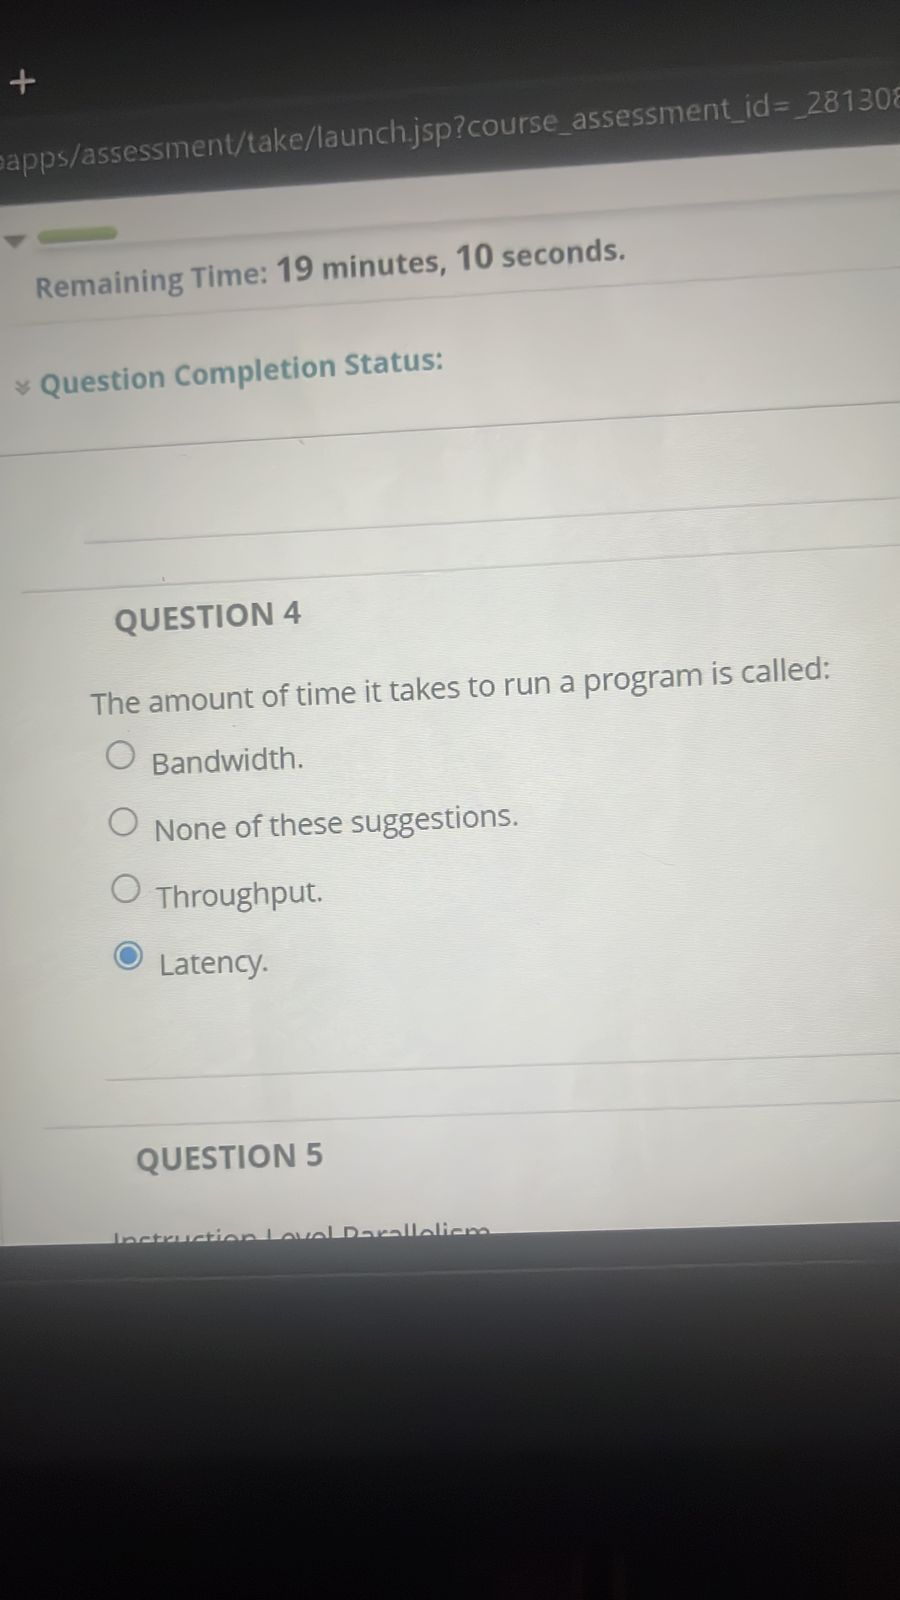 +
apps/assessment/take/launch.jsp?course_assessment_id=_281308
Remaining Time: 19 minutes, 10 seconds.
Question Completion Status:
QUESTION 4
The amount of time it takes to run a program is called:
Bandwidth.
None of these suggestions.
Throughput.
Latency.
QUESTION 5
Instruction Level Parallelism